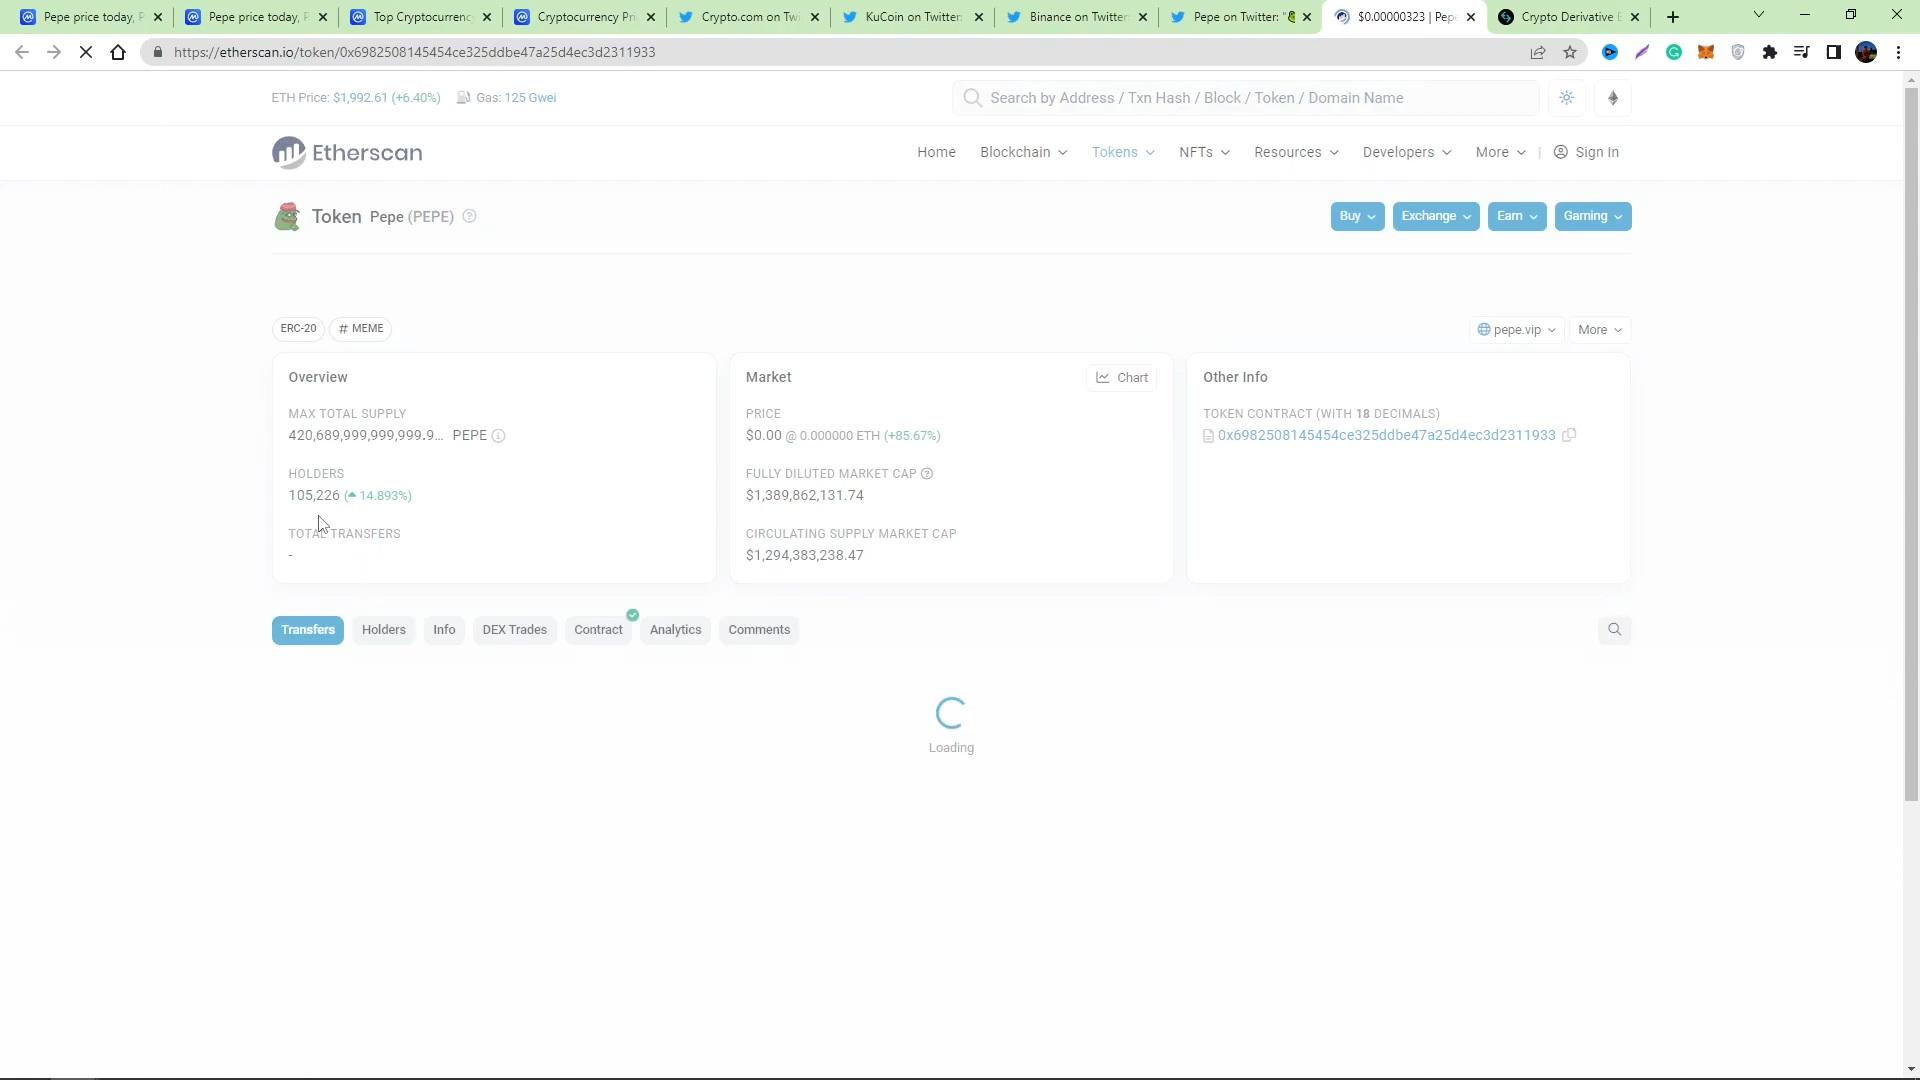 Pepe price today, P
Pepe price today, P
Top Cryptocurrenc
Cryptocurrency Pri
Crypto.com on Twi
KuCoin on Twitter:
Binance on Twitter:
Pepe on Twitter: "
$0.00000323 | Pepe
Crypto Derivative E
https://etherscan.io/token/0x6982508145454ce325ddbe47a25d4ec3d2311933
ETH Price: $1,992.61 (+6.40%) Gas: 125 Gwei
Search by Address / Txn Hash / Block / Token / Domain Name
Etherscan
Home Blockchain Tokens NFTs Resources Developers More | Sign In
Token Pepe (PEPE)
Buy Exchange Earn Gaming
ERC-20 # MEME
pepe.vip More
Overview
MAX TOTAL SUPPLY
420,689,999,999,999.9... PEPE
HOLDERS
105,226 (14.893%)
TOTAL TRANSFERS
-
Market
Chart
PRICE
$0.00 @ 0.000000 ETH (+85.67%)
FULLY DILUTED MARKET CAP
$1,389,862,131.74
CIRCULATING SUPPLY MARKET CAP
$1,294,383,238.47
Other Info
TOKEN CONTRACT (WITH 18 DECIMALS)
0x6982508145454ce325ddbe47a25d4ec3d2311933
Transfers Holders Info DEX Trades Contract Analytics Comments
Loading